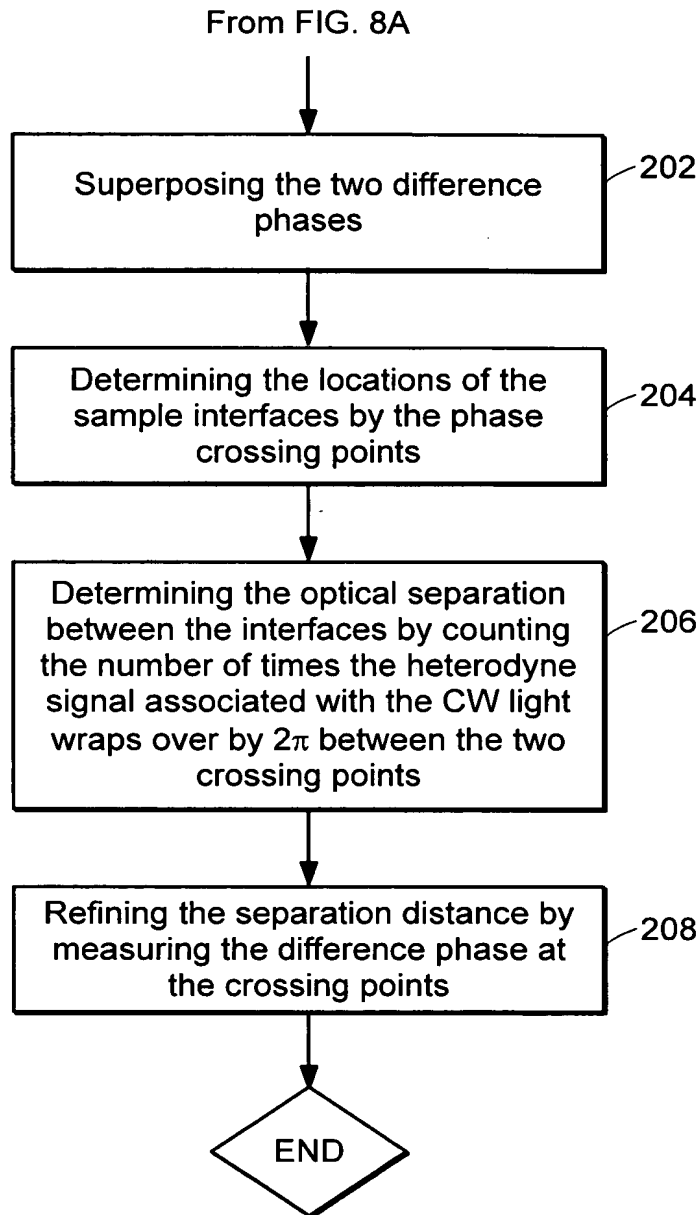 From FIG. 8A
Superposing the two difference
phases
202
Determining the locations of the
sample interfaces by the phase
crossing points
204
Determining the optical separation
between the interfaces by counting
the number of times the heterodyne
signal associated with the CW light
wraps over by 2π between the two
crossing points
206
Refining the separation distance by
measuring the difference phase at
the crossing points
208
END